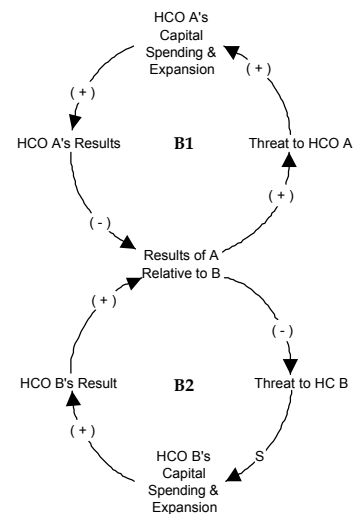 HCO A's
Capital
Spending &
Expansion
( + )
( + )
HCO A's Results
B1
Threat to HCO A
( - )
( + )
Results of A
Relative to B
( + )
( - )
HCO B's Result
B2
Threat to HC B
( + )
S
HCO B's
Capital
Spending &
Expansion